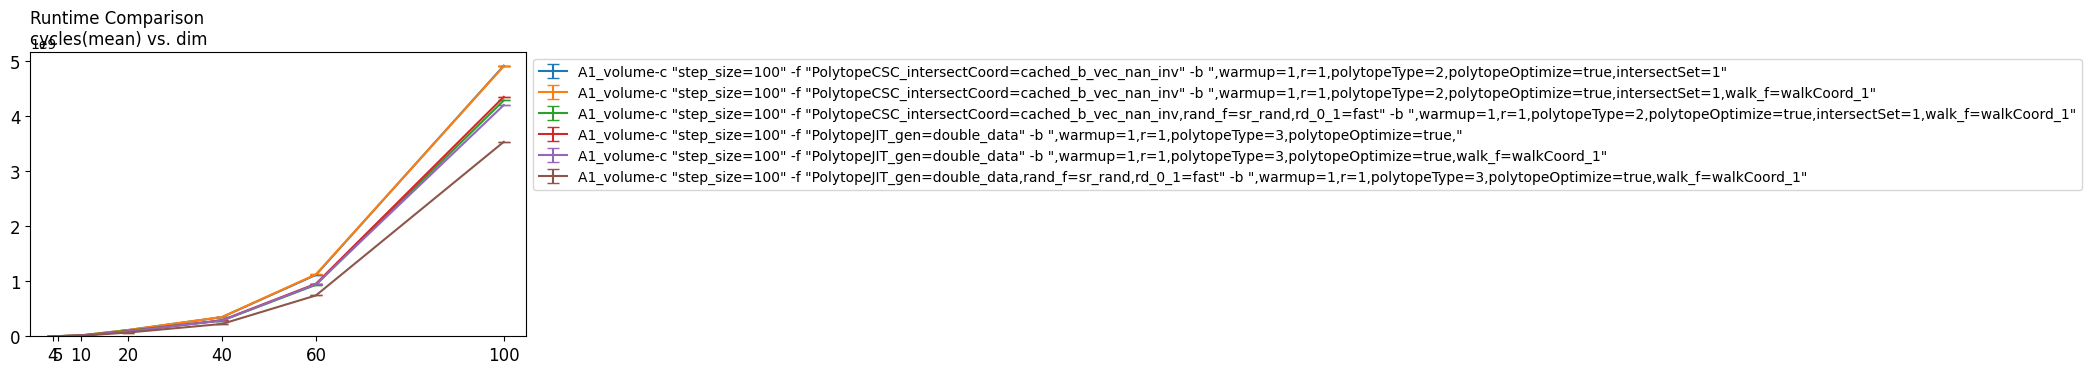 Runtime Comparison
cycles(mean) vs. dim
1e9
5
4
3
2
1
0
4 5 10 20 40 60 100
A1_volume-c "step_size=100" -f "PolytopeCSC_intersectCoord=cached_b_vec_nan_inv" -b ",warmup=1,r=1,polytopeType=2,polytopeOptimize=true,intersectSet=1"
A1_volume-c "step_size=100" -f "PolytopeCSC_intersectCoord=cached_b_vec_nan_inv" -b ",warmup=1,r=1,polytopeType=2,polytopeOptimize=true,intersectSet=1,walk_f=walkCoord_1"
A1_volume-c "step_size=100" -f "PolytopeCSC_intersectCoord=cached_b_vec_nan_inv,rand_f=sr_rand,rd_0_1=fast" -b ",warmup=1,r=1,polytopeType=2,polytopeOptimize=true,intersectSet=1,walk_f=walkCoord_1"
A1_volume-c "step_size=100" -f "PolytopeJIT_gen=double_data" -b ",warmup=1,r=1,polytopeType=3,polytopeOptimize=true,"
A1_volume-c "step_size=100" -f "PolytopeJIT_gen=double_data" -b ",warmup=1,r=1,polytopeType=3,polytopeOptimize=true,walk_f=walkCoord_1"
A1_volume-c "step_size=100" -f "PolytopeJIT_gen=double_data,rand_f=sr_rand,rd_0_1=fast" -b ",warmup=1,r=1,polytopeType=3,polytopeOptimize=true,walk_f=walkCoord_1"